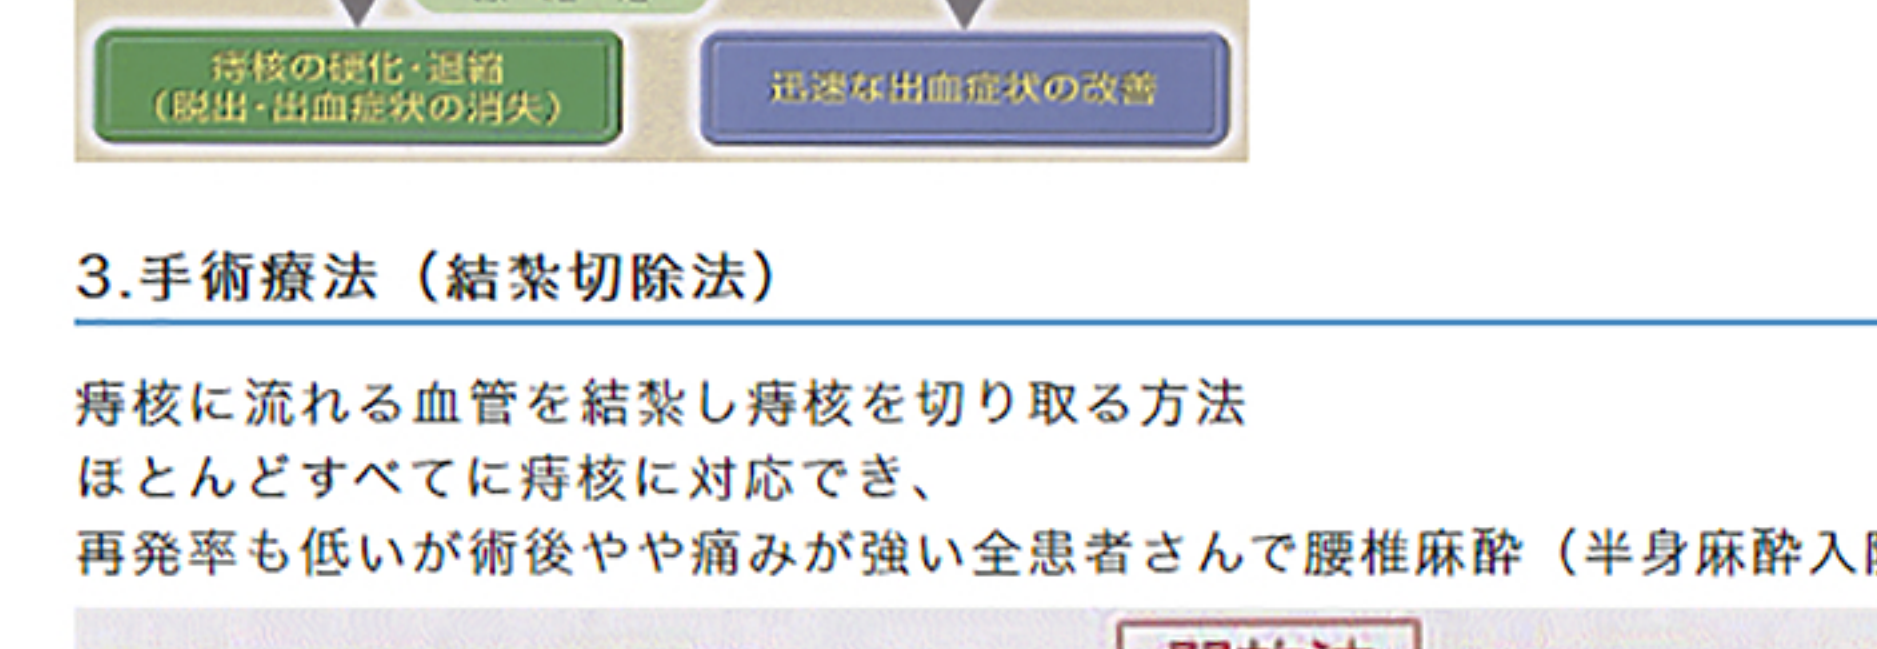 痔核の硬化・退縮
（脱出・出血症状の消失）
迅速な出血症状の改善
3.手術療法（結紮切除法）
痔核に流れる血管を結紮し痔核を切り取る方法
ほとんどすべてに痔核に対応でき、
再発率も低いが術後やや痛みが強い全患者さんで腰椎麻酔（半身麻酔入